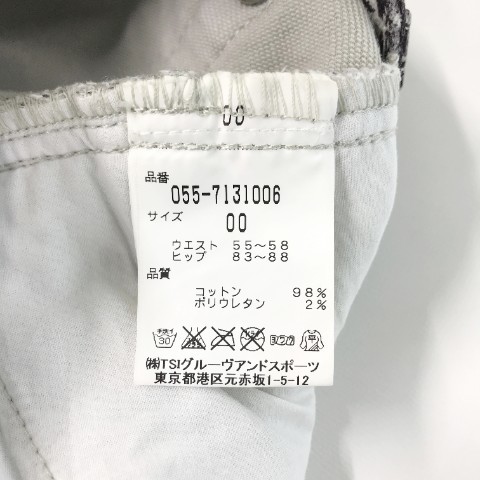 00
品番
055-7131006
サイズ
00
ウエスト 55〜58
ヒップ 83〜88
品質
コットン 98%
ポリウレタン 2%
手洗イ 30
㈱TSIグルーヴアンドスポーツ
東京都港区元赤坂1-5-12